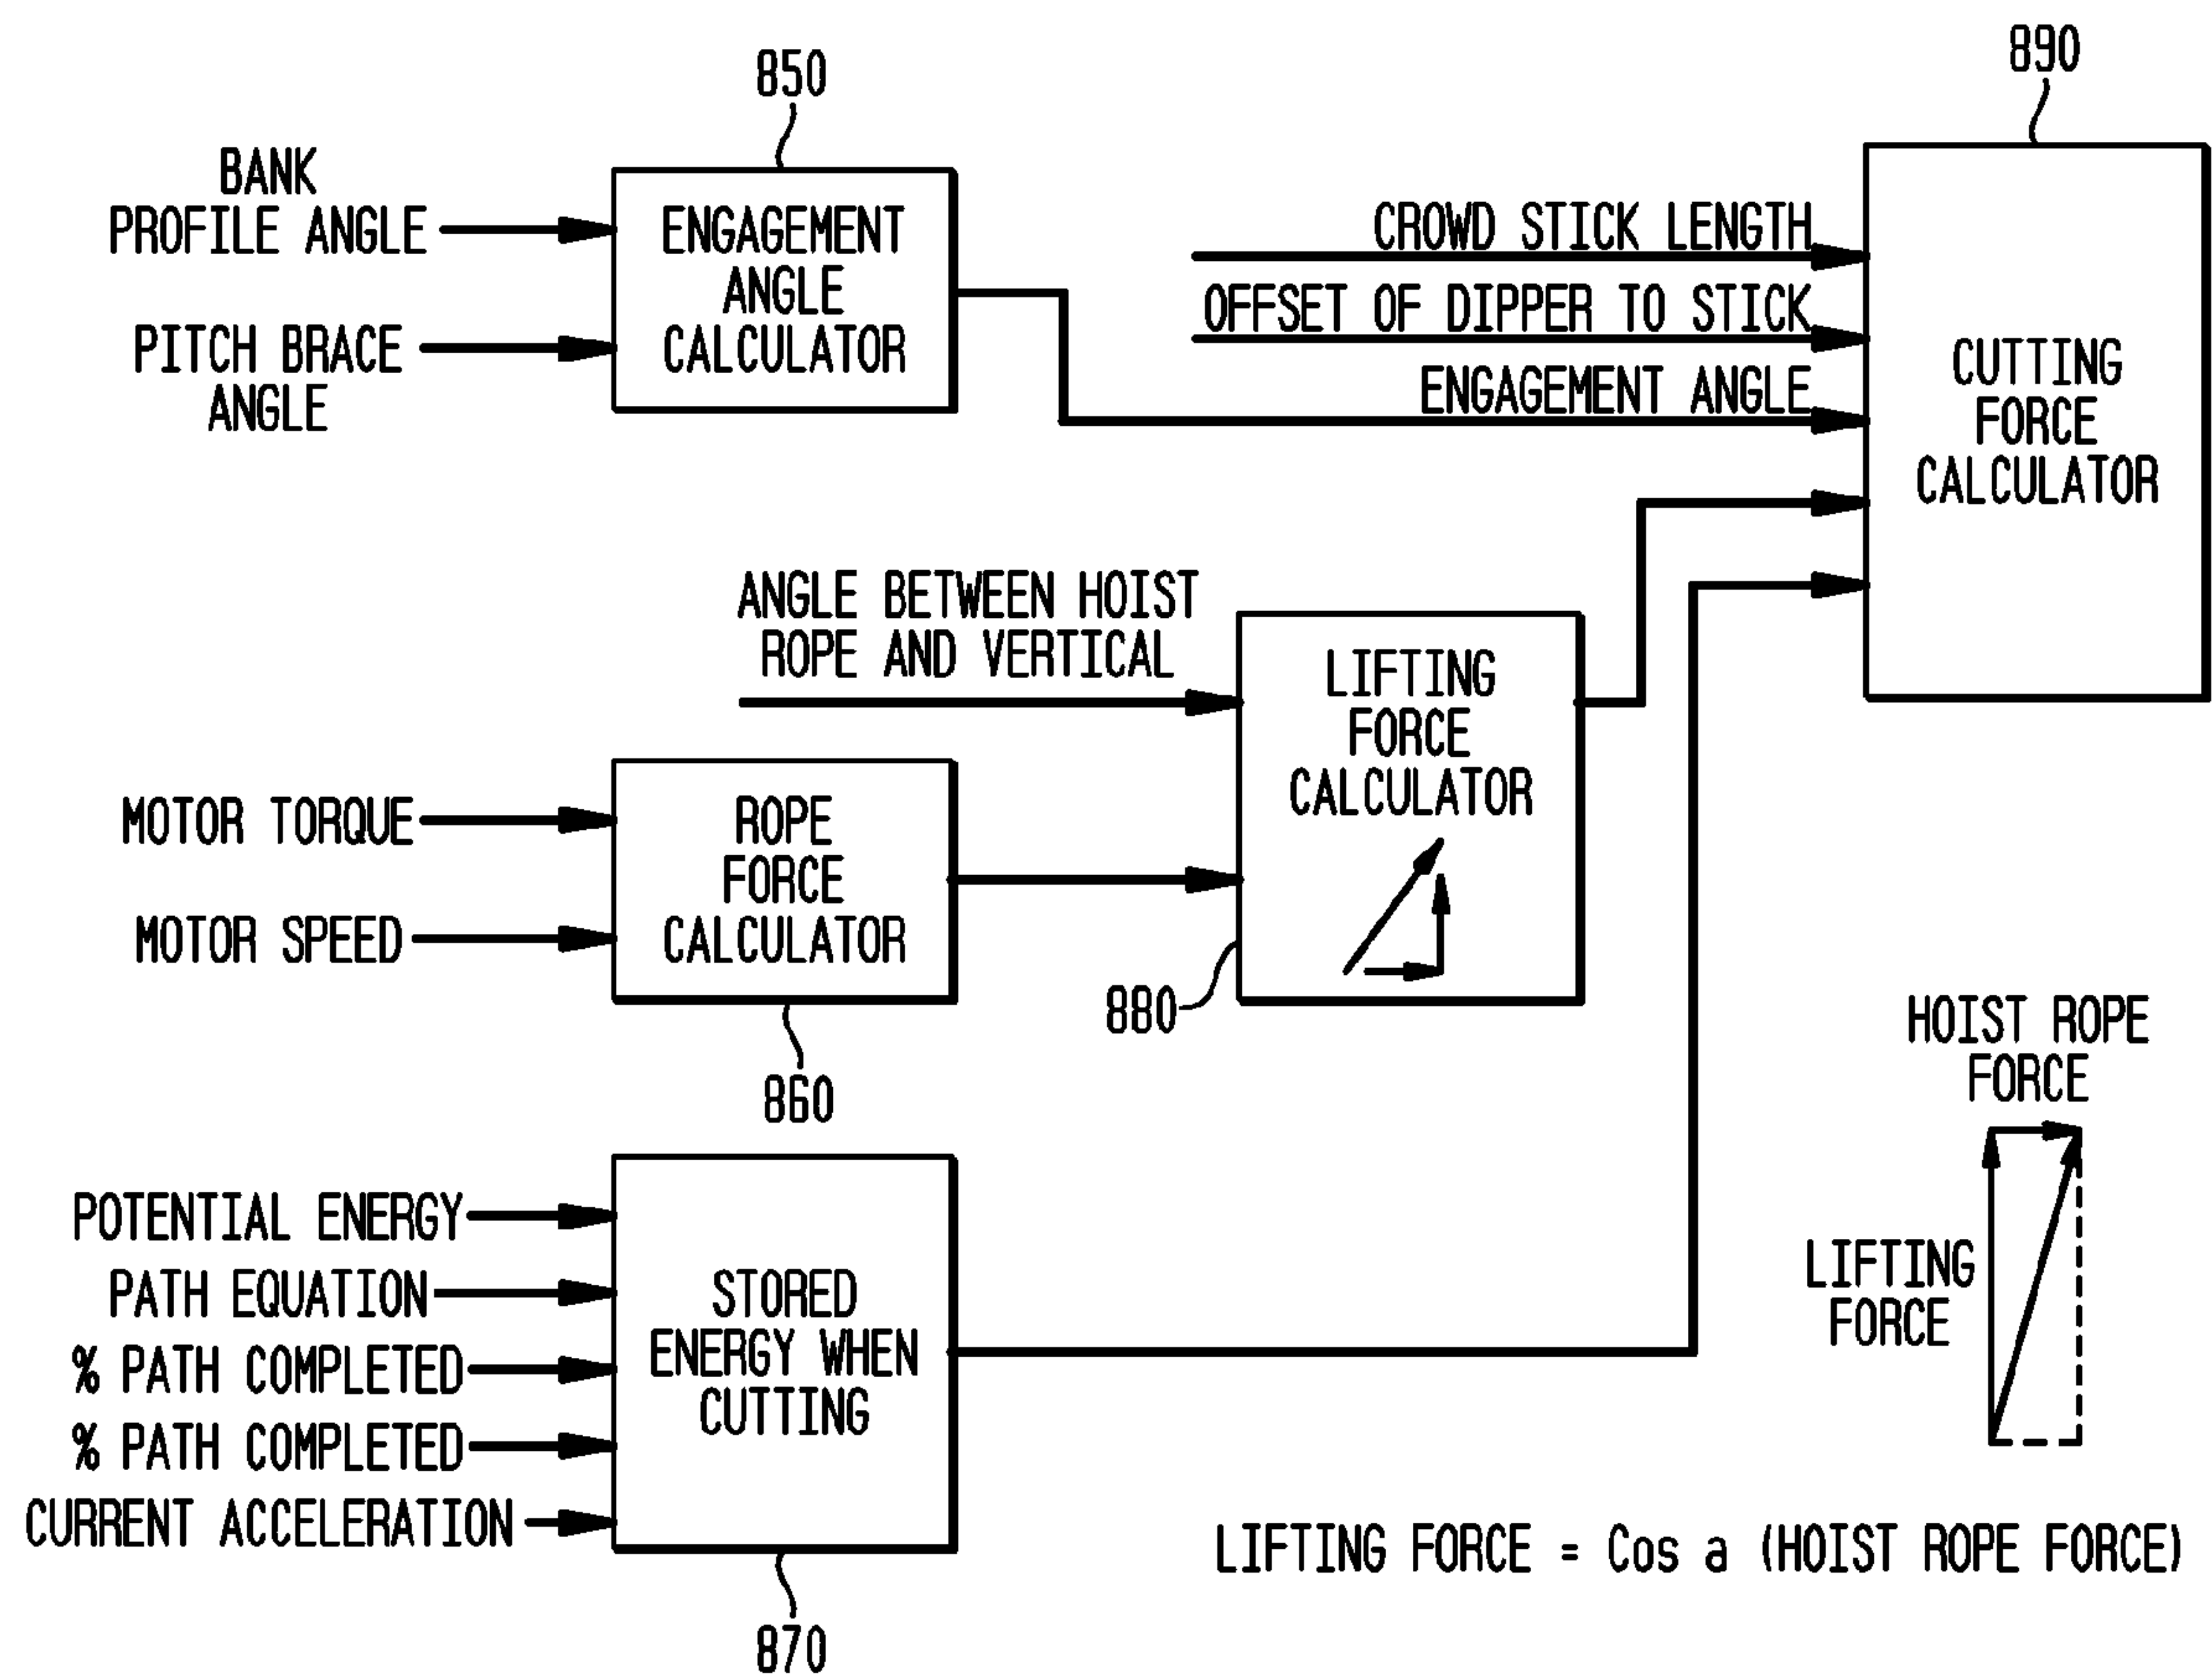 850
890
BANK
PROFILE ANGLE
PITCH BRACE
ANGLE
ENGAGEMENT
ANGLE
CALCULATOR
CROWD STICK LENGTH
OFFSET OF DIPPER TO STICK
ENGAGEMENT ANGLE
CUTTING
FORCE
CALCULATOR
ANGLE BETWEEN HOIST
ROPE AND VERTICAL
LIFTING
FORCE
CALCULATOR
880
MOTOR TORQUE
MOTOR SPEED
ROPE
FORCE
CALCULATOR
860
POTENTIAL ENERGY
PATH EQUATION
% PATH COMPLETED
% PATH COMPLETED
CURRENT ACCELERATION
STORED
ENERGY WHEN
CUTTING
870
HOIST ROPE
FORCE
LIFTING
FORCE
LIFTING FORCE = Cos a (HOIST ROPE FORCE)